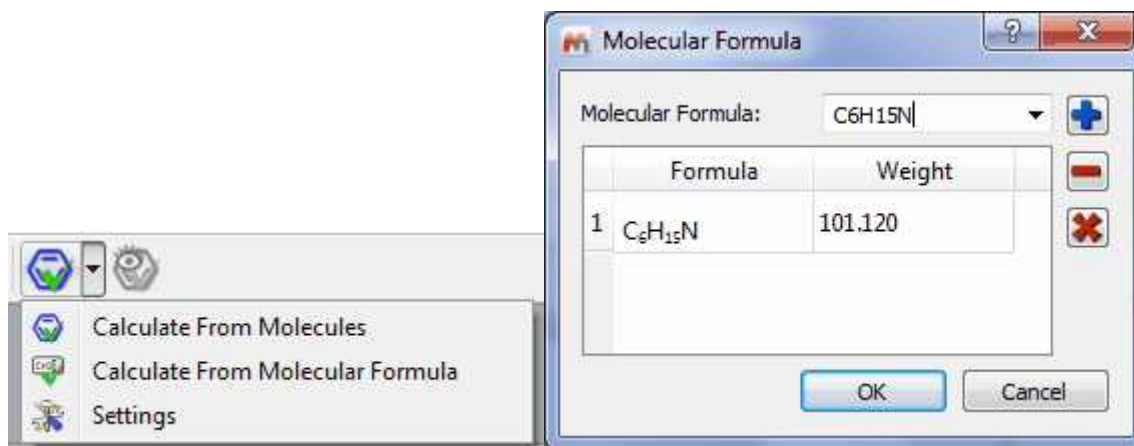 Molecular Formula
Molecular Formula: C6H15N
Formula Weight
1 C₆H₁₅N 101.120
OK Cancel
Calculate From Molecules
Calculate From Molecular Formula
Settings